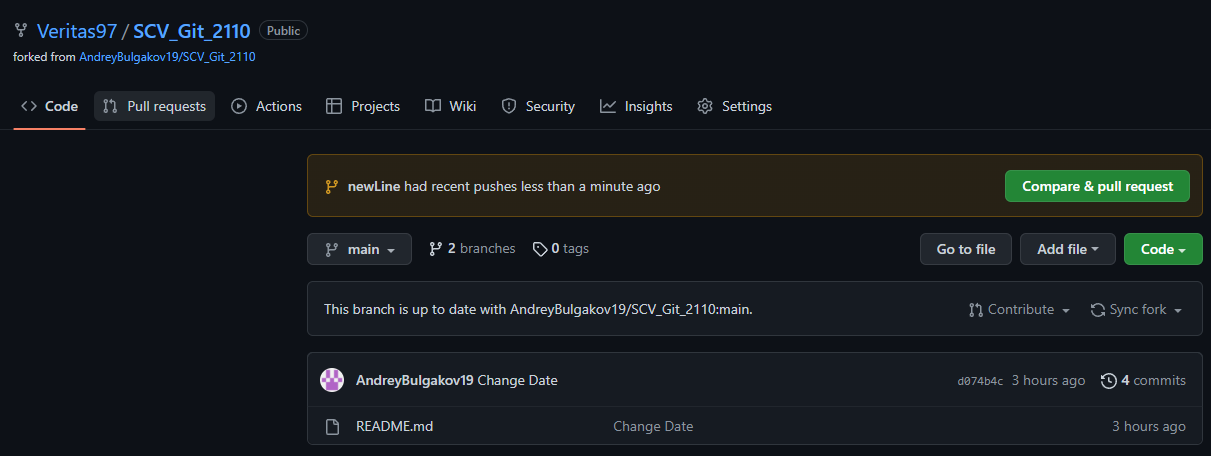 Veritas97 / SCV_Git_2110 Public
forked from AndreyBulgakov19/SCV_Git_2110
Code Pull requests Actions Projects Wiki Security Insights Settings
newLine had recent pushes less than a minute ago Compare & pull request
main 2 branches 0 tags Go to file Add file Code
This branch is up to date with AndreyBulgakov19/SCV_Git_2110:main. Contribute Sync fork
AndreyBulgakov19 Change Date d074b4c 3 hours ago 4 commits
README.md Change Date 3 hours ago